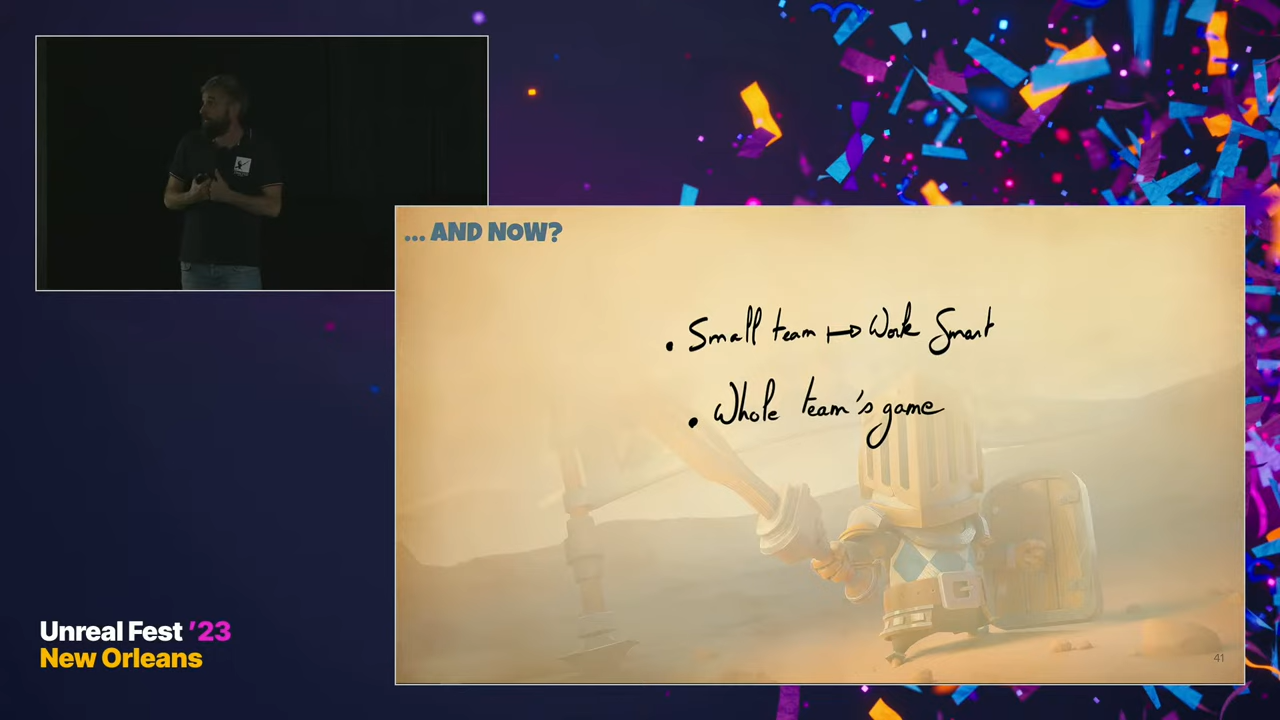 ... AND NOW?
• Small team ↦ Work Smart
• Whole team's game
41
Unreal Fest '23
New Orleans